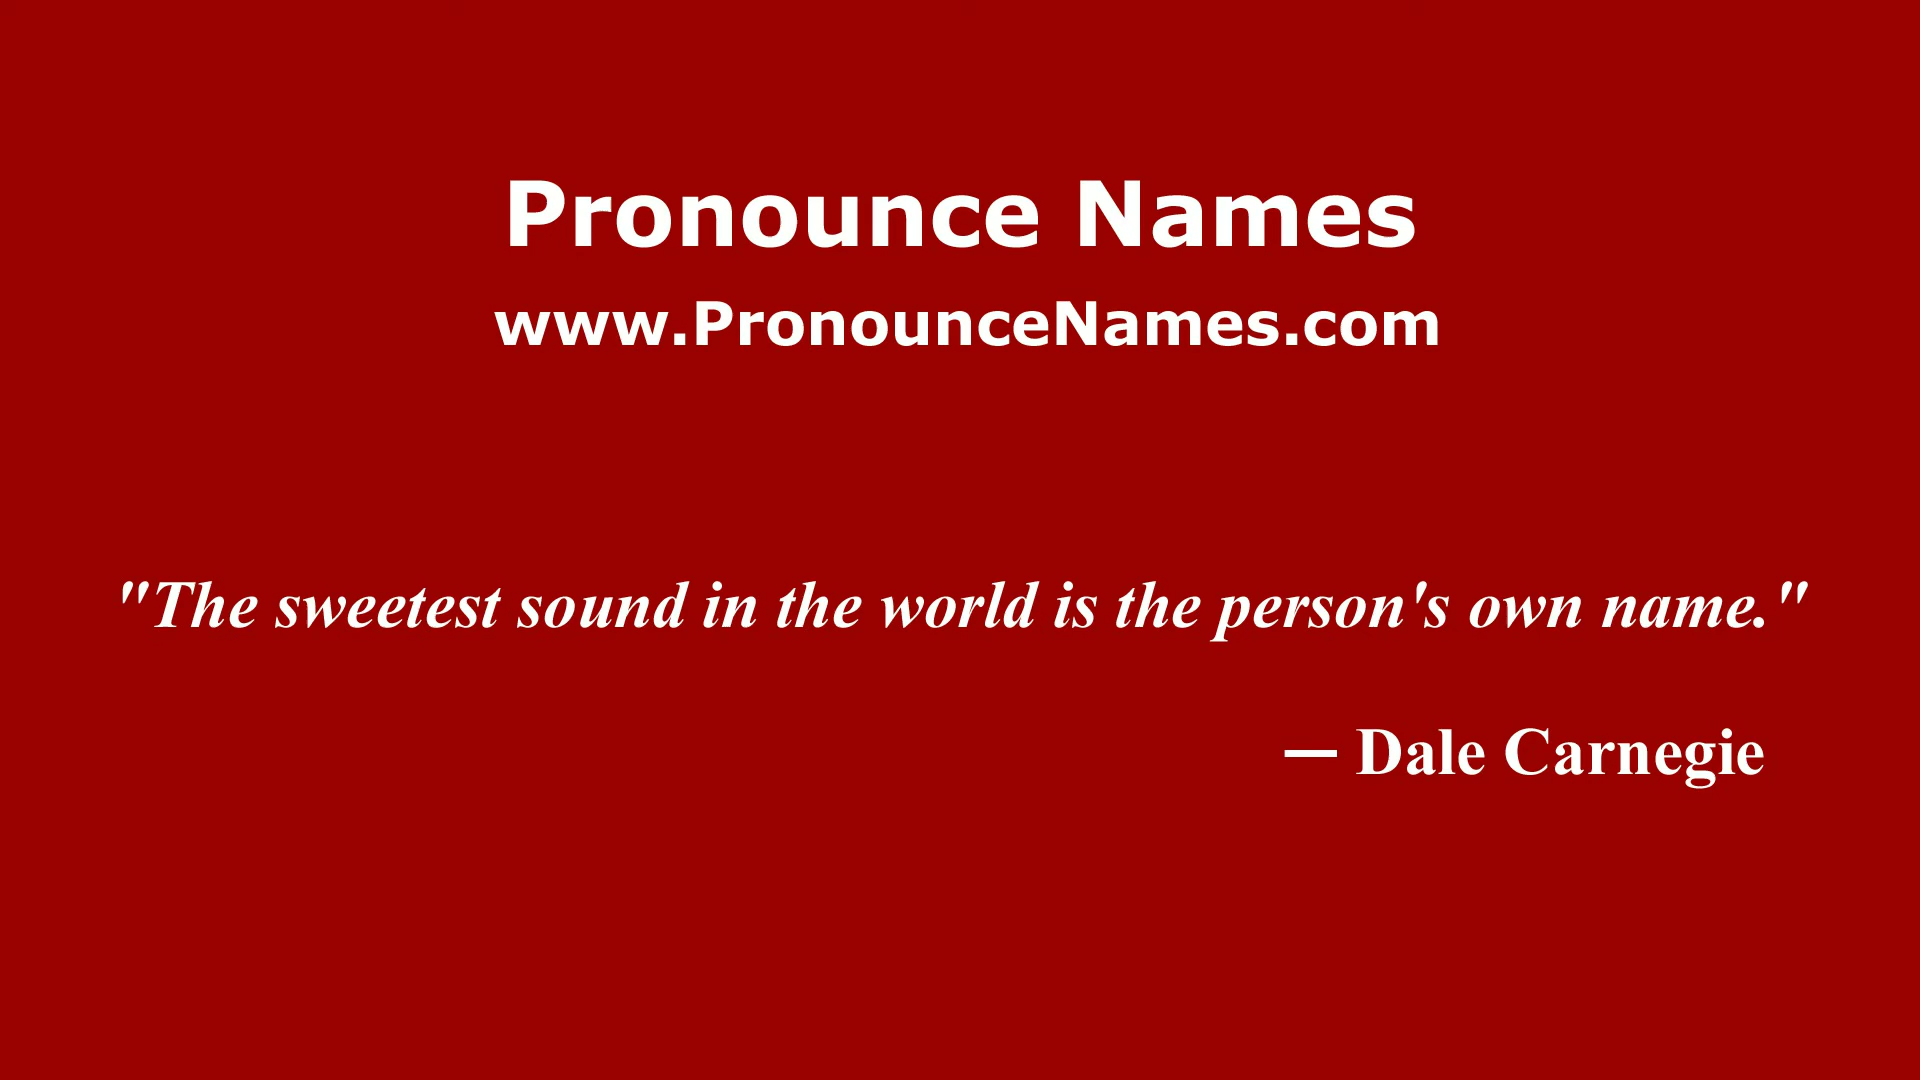 Pronounce Names
www.PronounceNames.com
"The sweetest sound in the world is the person's own name."
— Dale Carnegie